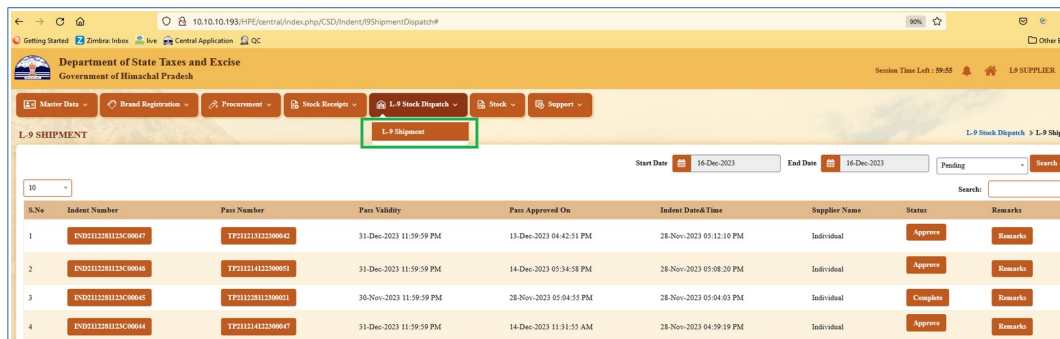 10.10.10.193/HPE/central/index.php/CSD/Indent/l9ShipmentDispatch#
90%
Getting Started Zimbra: Inbox live Central Application QC
Department of State Taxes and Excise
Government of Himachal Pradesh
Session Time Left : 59:55 L9 SUPPLIER
Master Data Brand Registration Procurement Stock Receipts L-9 Stock Dispatch Stock Support
L-9 Shipment
L-9 SHIPMENT
L-9 Stock Dispatch > L-9 Ship
Start Date 16-Dec-2023 End Date 16-Dec-2023 Pending Search
10 Search:
S.No Indent Number Pass Number Pass Validity Pass Approved On Indent Date&Time Supplier Name Status Remarks
1 IND2112281123C00047 TP211213122300042 31-Dec-2023 11:59:59 PM 13-Dec-2023 04:42:51 PM 28-Nov-2023 05:12:10 PM Individual Approve Remarks
2 IND2112281123C00046 TP211214122300051 31-Dec-2023 11:59:59 PM 14-Dec-2023 05:34:58 PM 28-Nov-2023 05:08:20 PM Individual Approve Remarks
3 IND2112281123C00045 TP211228112300021 30-Nov-2023 11:59:59 PM 28-Nov-2023 05:04:55 PM 28-Nov-2023 05:04:03 PM Individual Complete Remarks
4 IND2112281123C00044 TP211214122300047 31-Dec-2023 11:59:59 PM 14-Dec-2023 11:31:55 AM 28-Nov-2023 04:59:19 PM Individual Approve Remarks